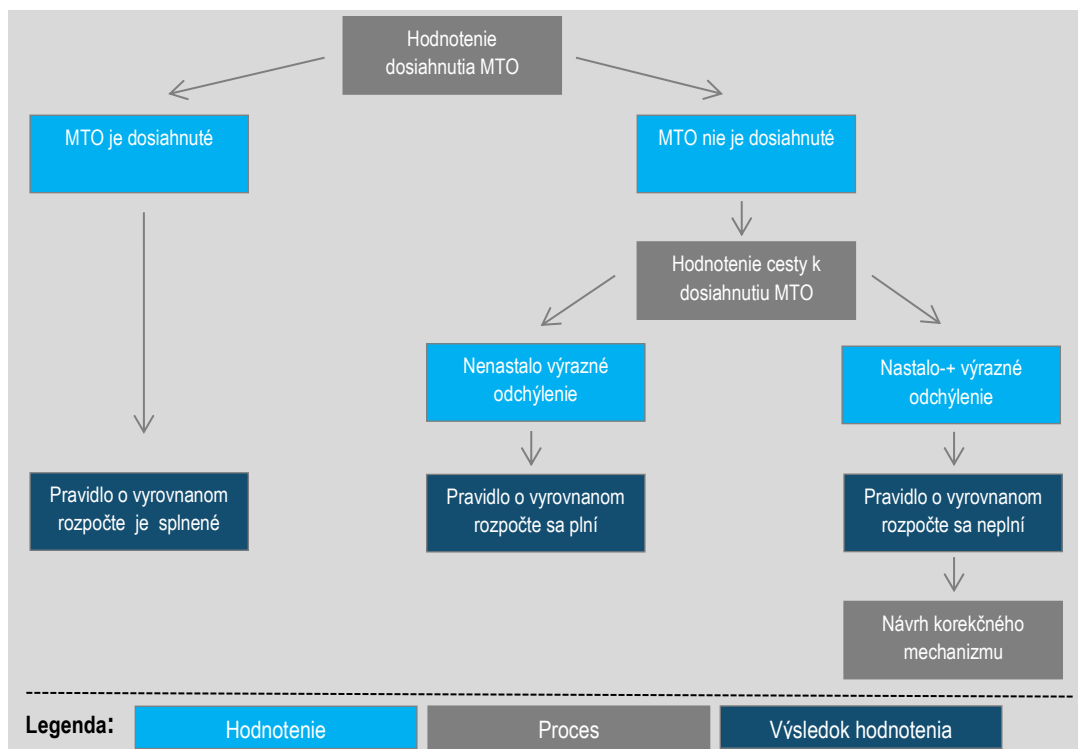 Hodnotenie
dosiahnutia MTO
MTO je dosiahnuté
MTO nie je dosiahnuté
Hodnotenie cesty k
dosiahnutiu MTO
Nenastalo výrazné
odchýlenie
Nastalo-+ výrazné
odchýlenie
Pravidlo o vyrovnanom
rozpočte je splnené
Pravidlo o vyrovnanom
rozpočte sa plní
Pravidlo o vyrovnanom
rozpočte sa neplní
Návrh korekčného
mechanizmu
Legenda:
Hodnotenie
Proces
Výsledok hodnotenia